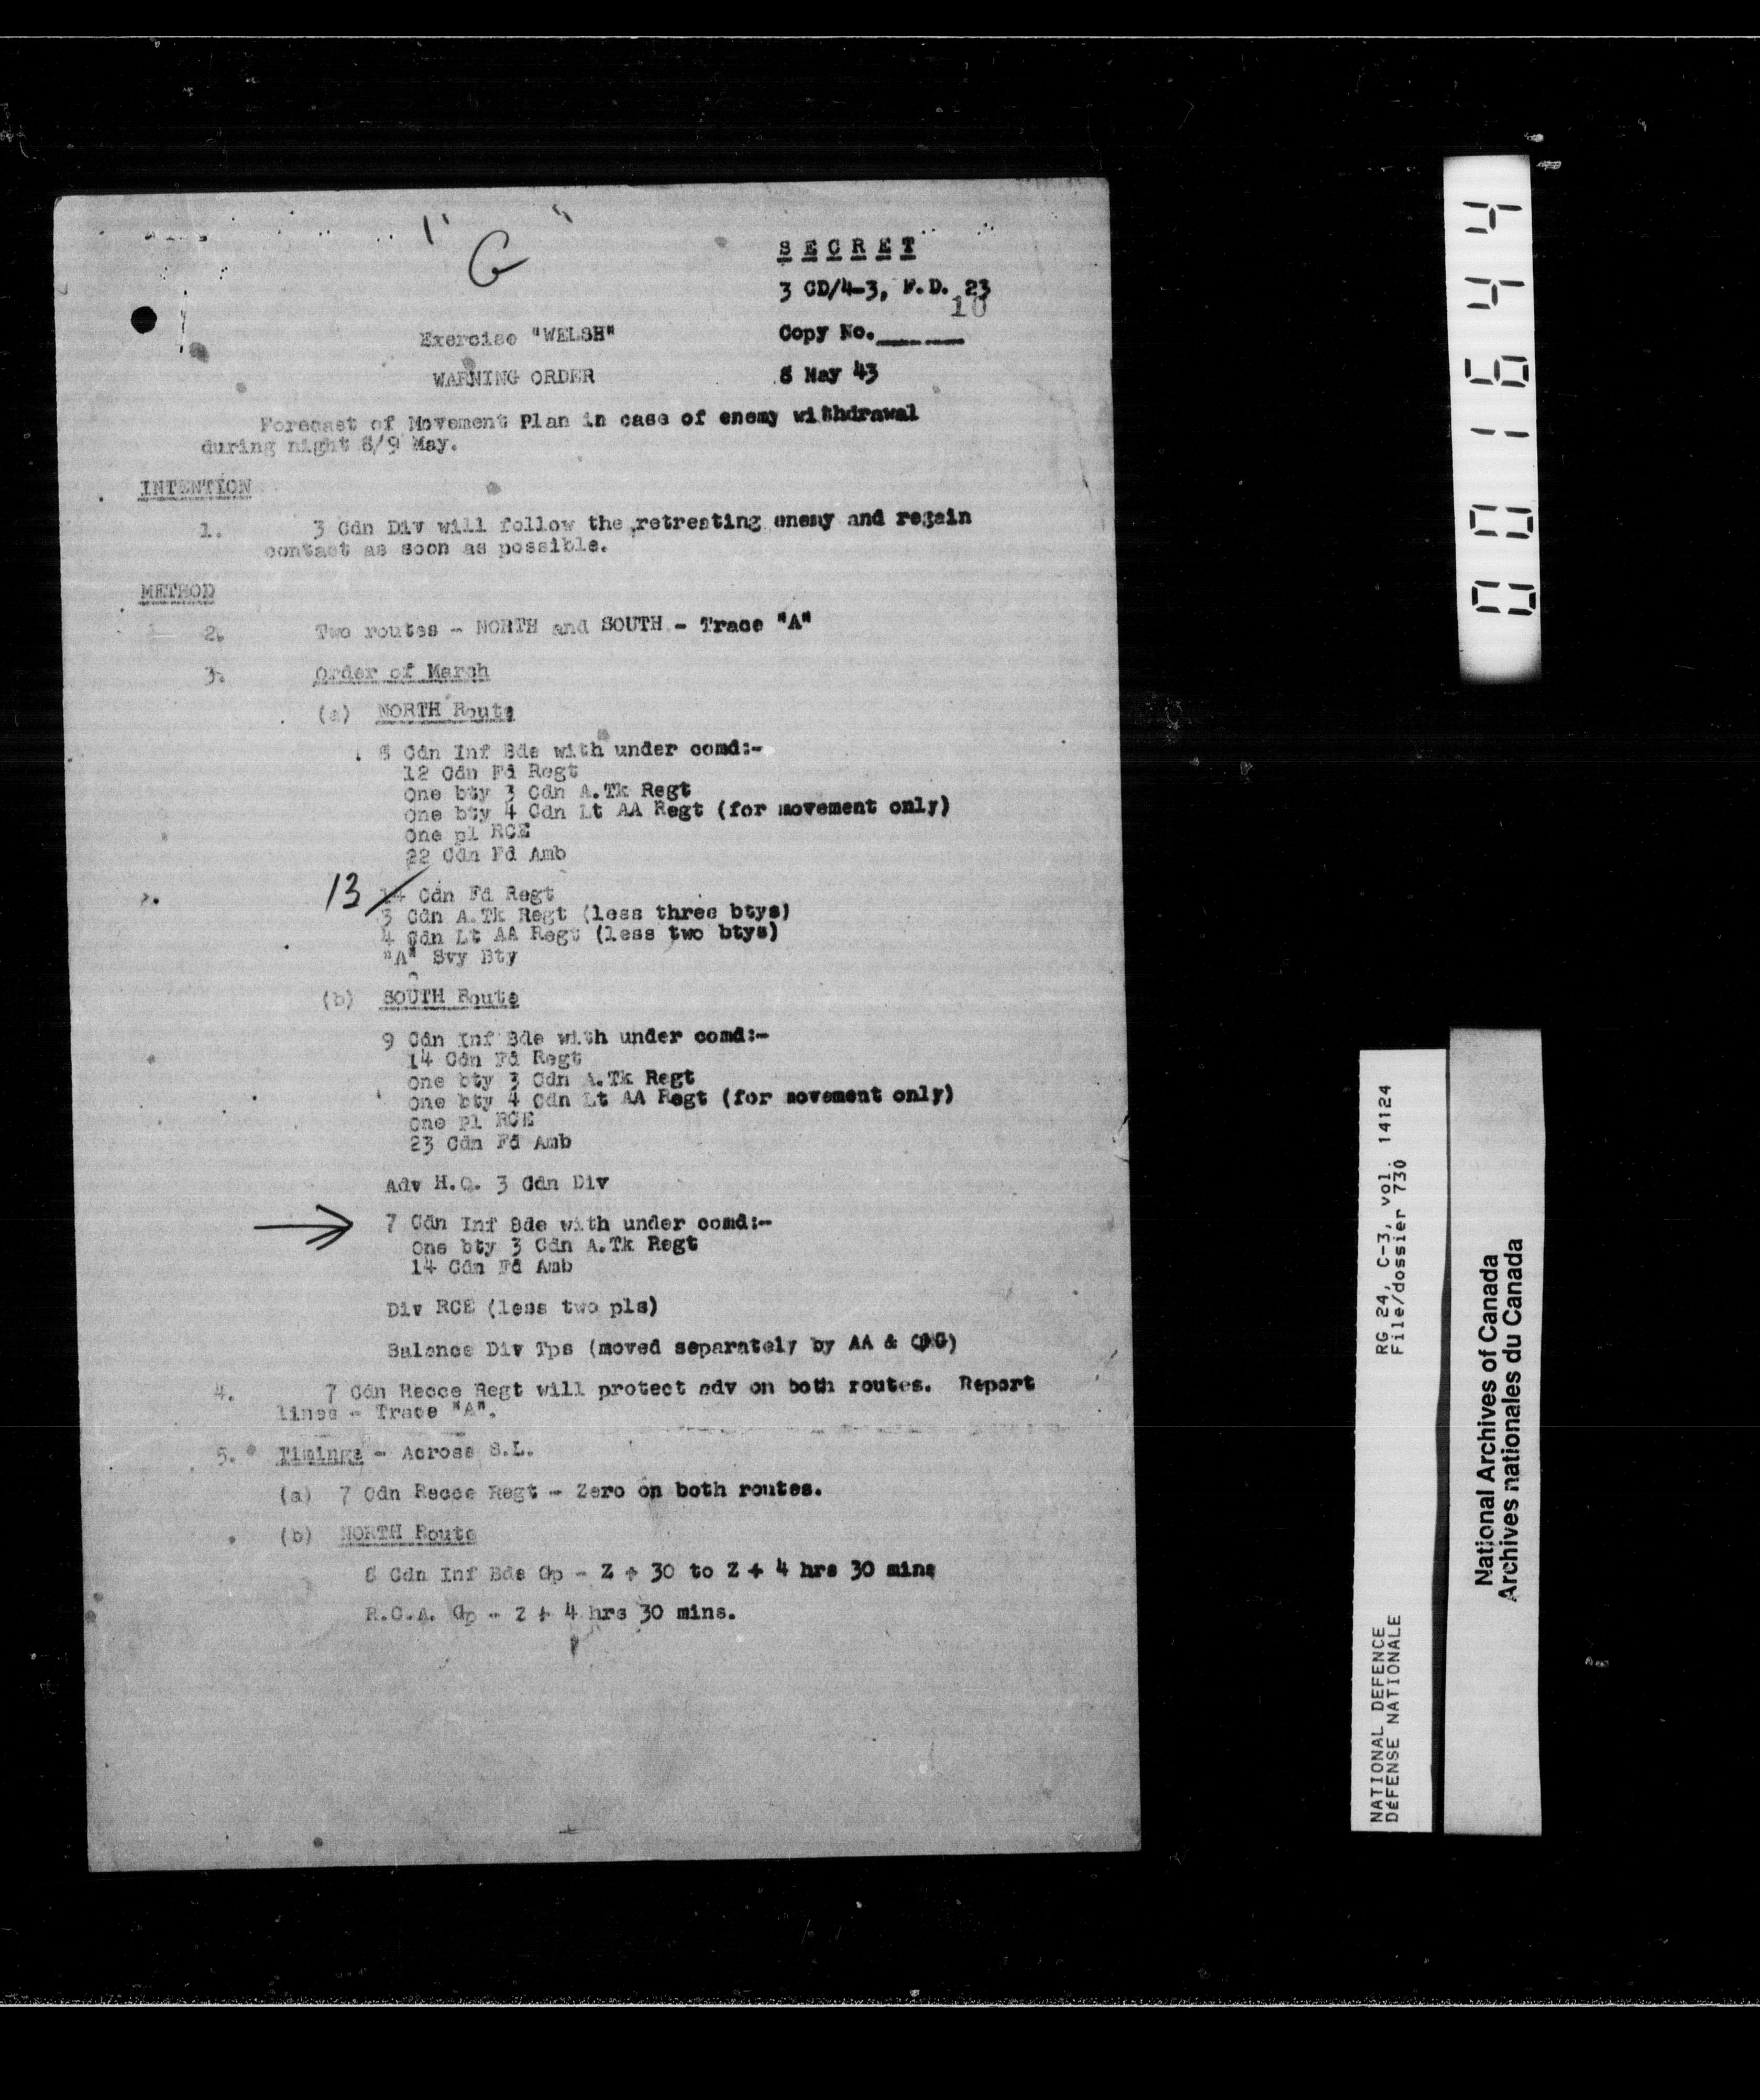 "G"
S E C R E T
3 CD/4-3, F.D. 23
10
Exercise "WELSH"
Copy No.______
WARNING ORDER
8 May 43
Forecast of Movement Plan in case of enemy withdrawal
during night 8/9 May.
INTENTION
1. 3 Cdn Div will follow the retreating enemy and regain
contact as soon as possible.
METHOD
2. Two routes - NORTH and SOUTH - Trace "A"
3. Order of March
(a) NORTH Route
8 Cdn Inf Bde with under comd:-
12 Cdn Fd Regt
One bty 3 Cdn A.Tk Regt
One bty 4 Cdn Lt AA Regt (for movement only)
One pl RCE
22 Cdn Fd Amb
13 14 Cdn Fd Regt
3 Cdn A.Tk Regt (less three btys)
4 Cdn Lt AA Regt (less two btys)
"A" Svy Bty
(b) SOUTH Route
9 Cdn Inf Bde with under comd:-
14 Cdn Fd Regt
One bty 3 Cdn A.Tk Regt
One bty 4 Cdn Lt AA Regt (for movement only)
One pl RCE
23 Cdn Fd Amb
Adv H.Q. 3 Cdn Div
7 Cdn Inf Bde with under comd:-
One bty 3 Cdn A.Tk Regt
14 Cdn Fd Amb
Div RCE (less two pls)
Balance Div Tps (moved separately by AA & QMG)
4. 7 Cdn Recce Regt will protect adv on both routes. Report
lines - Trace "A".
5. Timings - Across S.L.
(a) 7 Cdn Recce Regt - Zero on both routes.
(b) NORTH Route
8 Cdn Inf Bde Gp - Z + 30 to Z + 4 hrs 30 mins
R.C.A. Gp - Z + 4 hrs 30 mins.
001644
NATIONAL DEFENCE
DéFENSE NATIONALE
RG 24, C-3, vol. 14124
File/dossier 730
National Archives of Canada
Archives nationales du Canada